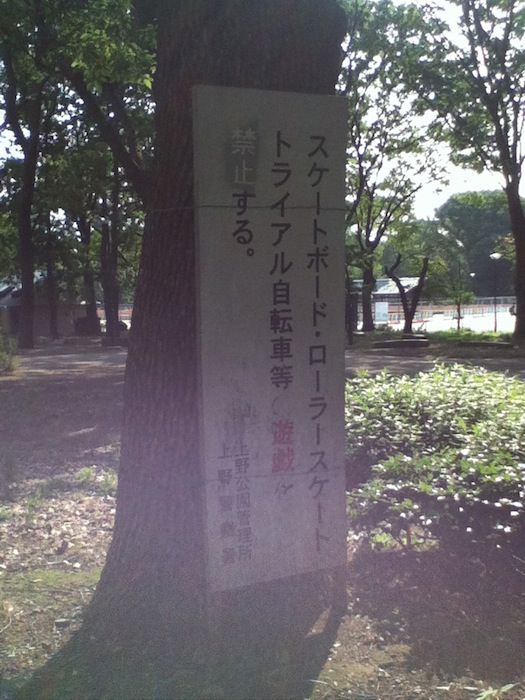 スケートボード・ローラースケート
トライアル自転車等の遊戯を
禁止する。
上野公園管理所
上野警察署